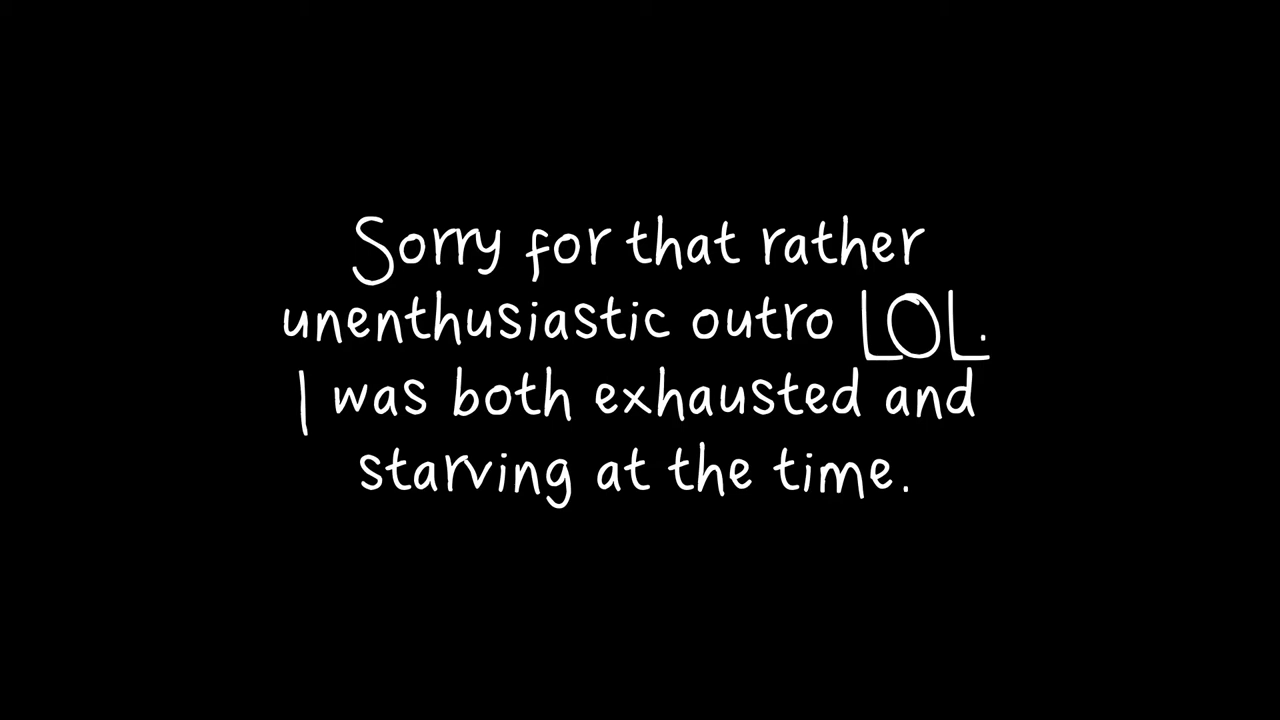 Sorry for that rather
unenthusiastic outro LOL.
I was both exhausted and
starving at the time.